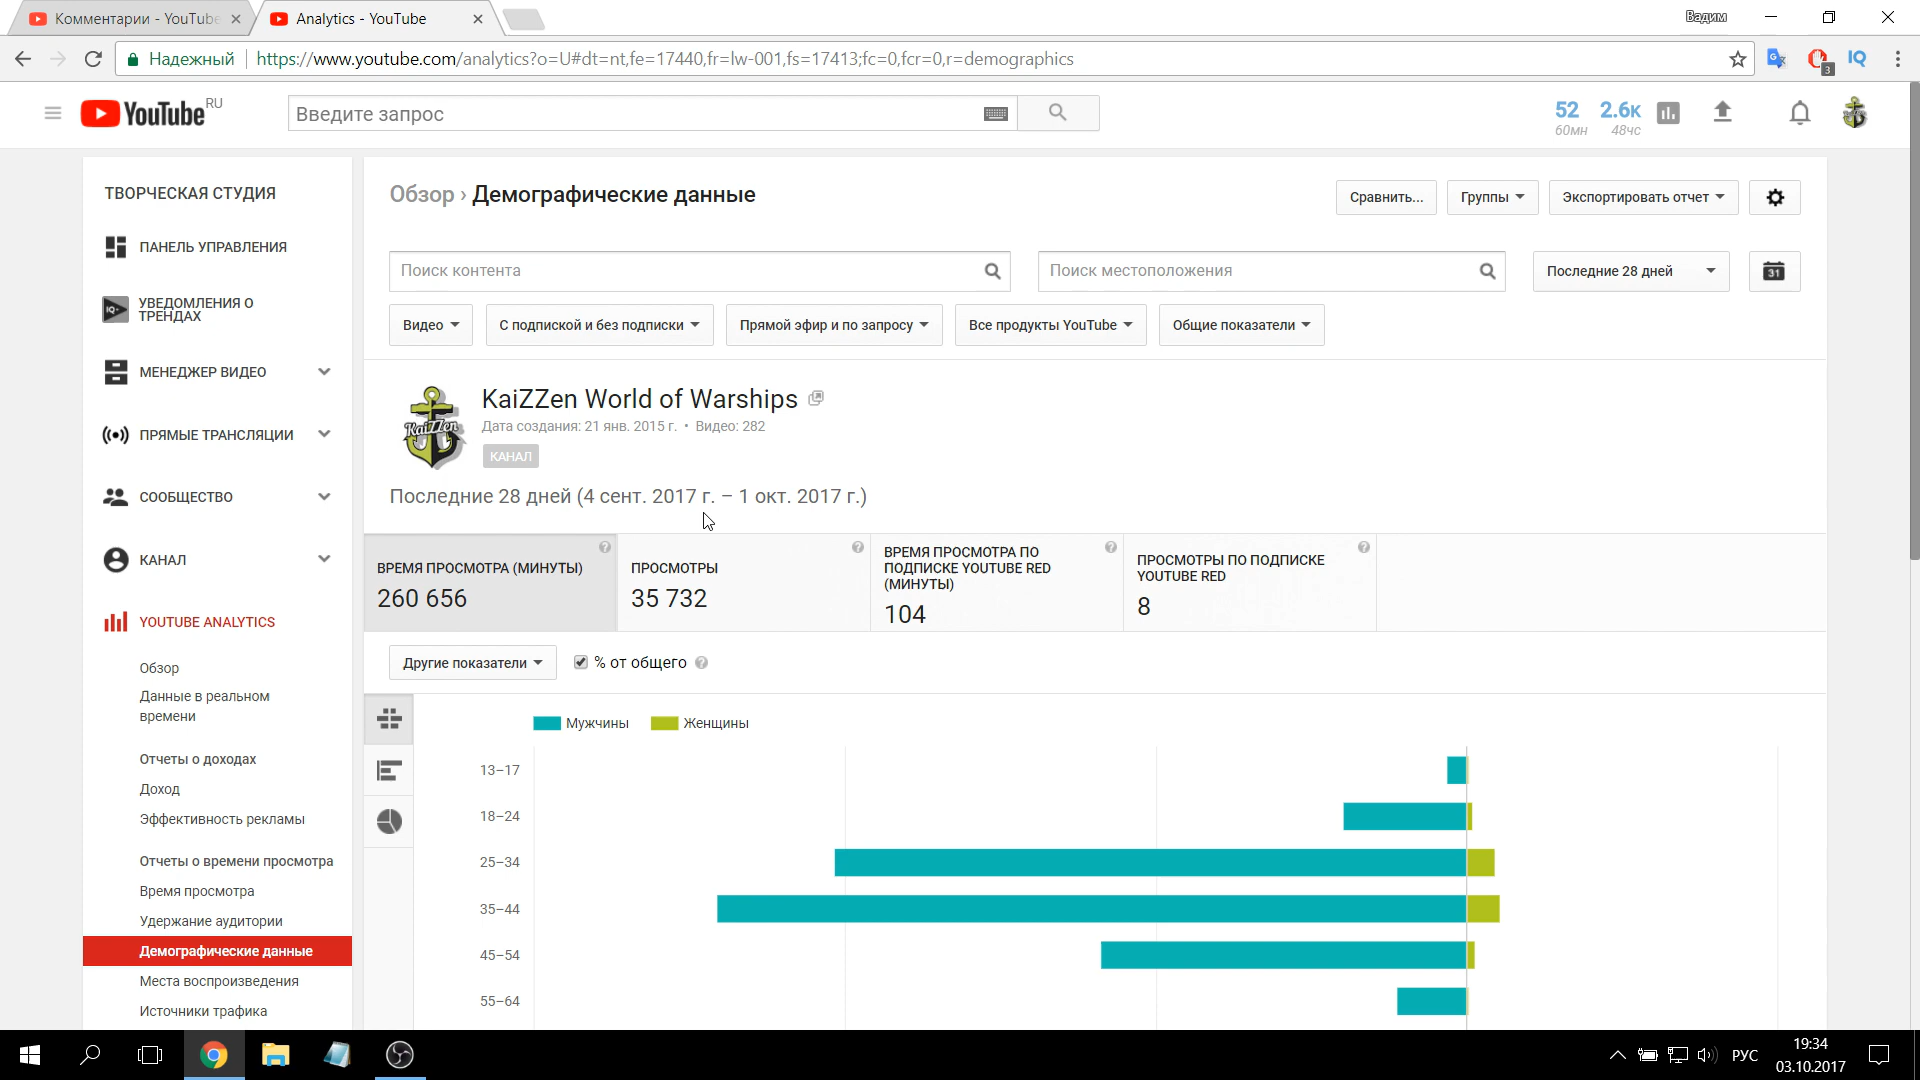 Комментарии - YouTube
Analytics - YouTube
Вадим
Надежный
https://www.youtube.com/analytics?o=U#dt=nt,fe=17440,fr=lw-001,fs=17413;fc=0,fcr=0,r=demographics
3
IQ
YouTube RU
Введите запрос
52
60мн
2.6к
48чс
ТВОРЧЕСКАЯ СТУДИЯ
ПАНЕЛЬ УПРАВЛЕНИЯ
УВЕДОМЛЕНИЯ О
ТРЕНДАХ
МЕНЕДЖЕР ВИДЕО
ПРЯМЫЕ ТРАНСЛЯЦИИ
СООБЩЕСТВО
КАНАЛ
YOUTUBE ANALYTICS
Обзор
Данные в реальном
времени
Отчеты о доходах
Доход
Эффективность рекламы
Отчеты о времени просмотра
Время просмотра
Удержание аудитории
Демографические данные
Места воспроизведения
Источники трафика
Обзор › Демографические данные
Сравнить...
Группы
Экспортировать отчет
Поиск контента
Поиск местоположения
Последние 28 дней
31
Видео
С подпиской и без подписки
Прямой эфир и по запросу
Все продукты YouTube
Общие показатели
KaiZZen
KaiZZen World of Warships
Дата создания: 21 янв. 2015 г. • Видео: 282
КАНАЛ
Последние 28 дней (4 сент. 2017 г. – 1 окт. 2017 г.)
ВРЕМЯ ПРОСМОТРА (МИНУТЫ)
260 656
ПРОСМОТРЫ
35 732
ВРЕМЯ ПРОСМОТРА ПО
ПОДПИСКЕ YOUTUBE RED
(МИНУТЫ)
104
ПРОСМОТРЫ ПО ПОДПИСКЕ
YOUTUBE RED
8
Другие показатели
% от общего
Мужчины
Женщины
13–17
18–24
25–34
35–44
45–54
55–64
РУС
19:34
03.10.2017